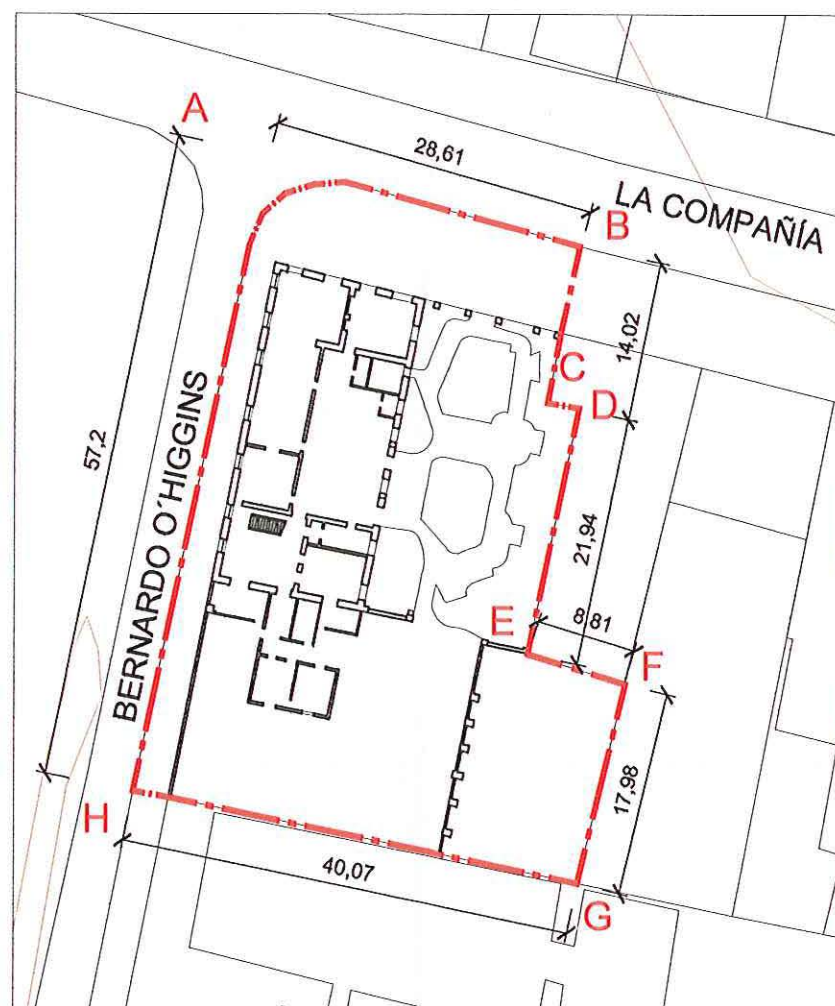 A
28,61
LA COMPAÑÍA
B
14,02
C
D
57,2
BERNARDO O´HIGGINS
21,94
E
8,81
F
17,98
H
40,07
G